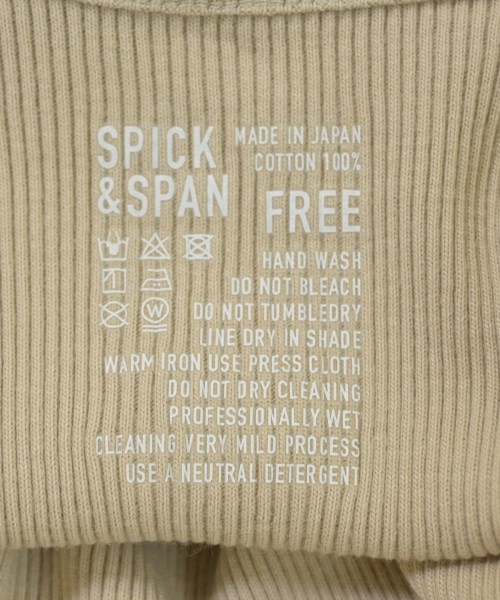 SPICK
& SPAN
MADE IN JAPAN
COTTON 100%
FREE
HAND WASH
DO NOT BLEACH
DO NOT TUMBLEDRY
LINE DRY IN SHADE
WARM IRON USE PRESS CLOTH
DO NOT DRY CLEANING
PROFESSIONALLY WET
CLEANING VERY MILD PROCESS
USE A NEUTRAL DETERGENT
W